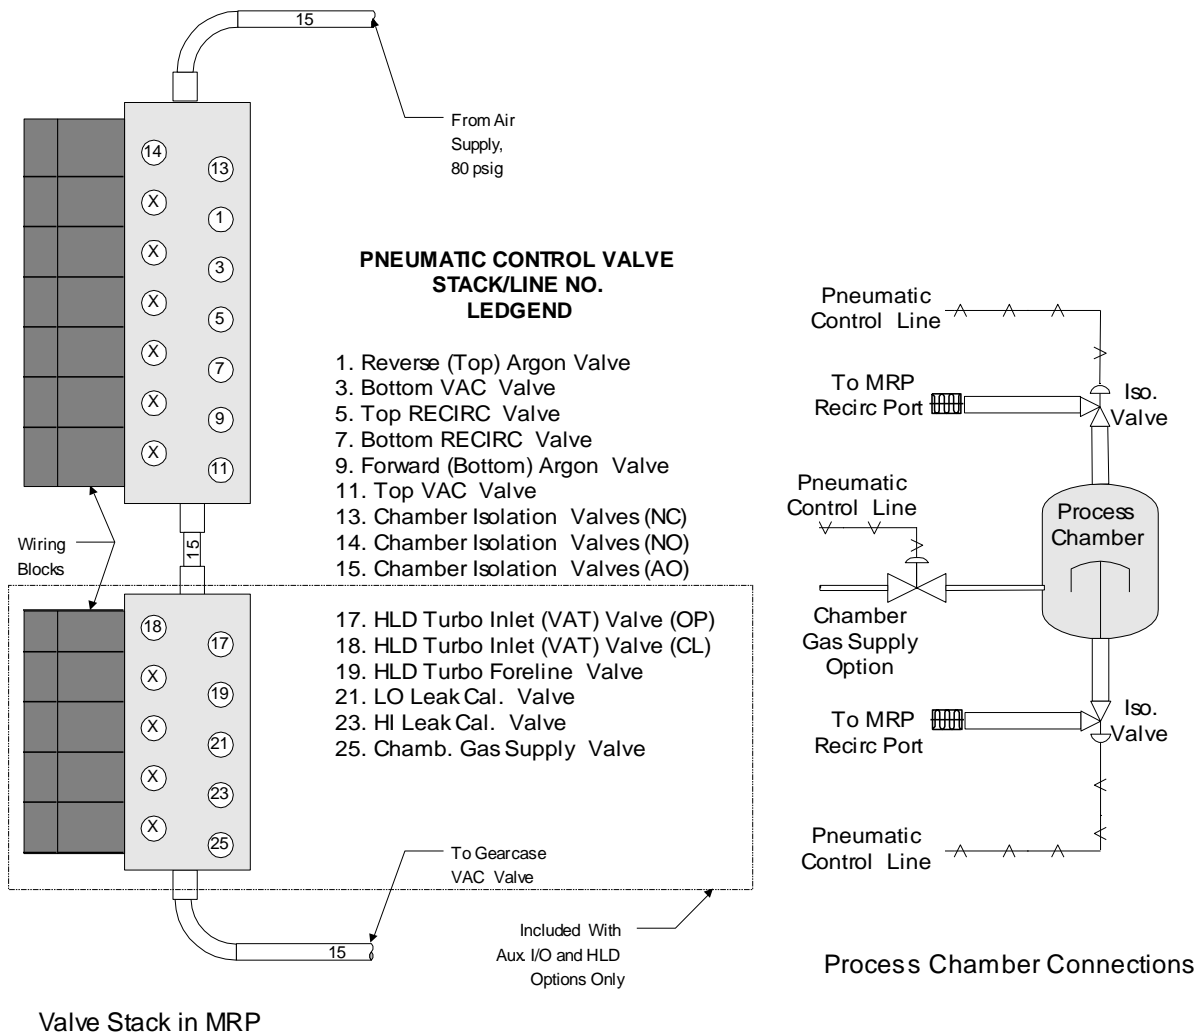 15
From Air
Supply,
80 psig
14
13
X
1
X
3
X
5
X
7
X
9
X
11
X
PNEUMATIC CONTROL VALVE
STACK/LINE NO.
LEDGEND
1. Reverse (Top) Argon Valve
3. Bottom VAC Valve
5. Top RECIRC Valve
7. Bottom RECIRC Valve
9. Forward (Bottom) Argon Valve
11. Top VAC Valve
13. Chamber Isolation Valves (NC)
14. Chamber Isolation Valves (NO)
15. Chamber Isolation Valves (AO)
Wiring
Blocks
15
18
17
X
19
X
21
X
23
X
25
17. HLD Turbo Inlet (VAT) Valve (OP)
18. HLD Turbo Inlet (VAT) Valve (CL)
19. HLD Turbo Foreline Valve
21. LO Leak Cal. Valve
23. HI Leak Cal. Valve
25. Chamb. Gas Supply Valve
To Gearcase
VAC Valve
15
Included With
Aux. I/O and HLD
Options Only
Valve Stack in MRP
Pneumatic
Control Line
To MRP
Recirc Port
Iso.
Valve
Pneumatic
Control Line
Process
Chamber
Chamber
Gas Supply
Option
To MRP
Recirc Port
Iso.
Valve
Pneumatic
Control Line
Process Chamber Connections